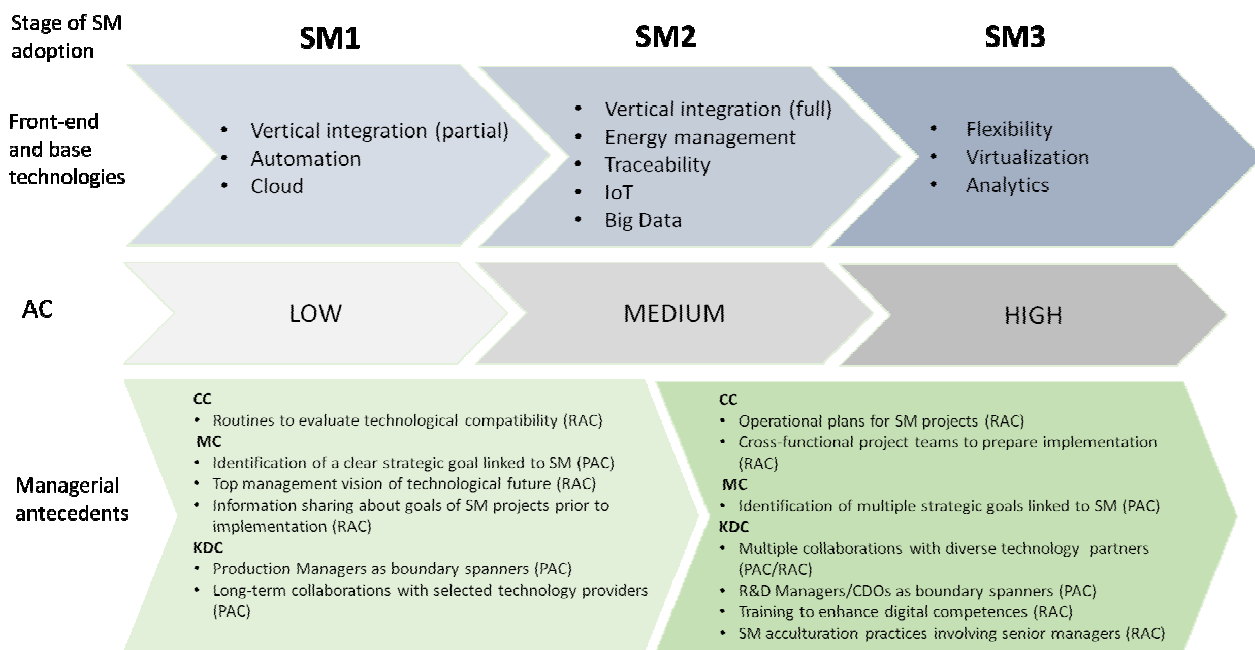 Stage of SM
adoption
SM1
SM2
SM3
Front-end
and base
technologies
• Vertical integration (partial)
• Automation
• Cloud
• Vertical integration (full)
• Energy management
• Traceability
• IoT
• Big Data
• Flexibility
• Virtualization
• Analytics
AC
LOW
MEDIUM
HIGH
Managerial
antecedents
CC
• Routines to evaluate technological compatibility (RAC)
MC
• Identification of a clear strategic goal linked to SM (PAC)
• Top management vision of technological future (RAC)
• Information sharing about goals of SM projects prior to
implementation (RAC)
KDC
• Production Managers as boundary spanners (PAC)
• Long-term collaborations with selected technology providers
(PAC)
CC
• Operational plans for SM projects (RAC)
• Cross-functional project teams to prepare implementation
(RAC)
MC
• Identification of multiple strategic goals linked to SM (PAC)
KDC
• Multiple collaborations with diverse technology partners
(PAC/RAC)
• R&D Managers/CDOs as boundary spanners (PAC)
• Training to enhance digital competences (RAC)
• SM acculturation practices involving senior managers (RAC)